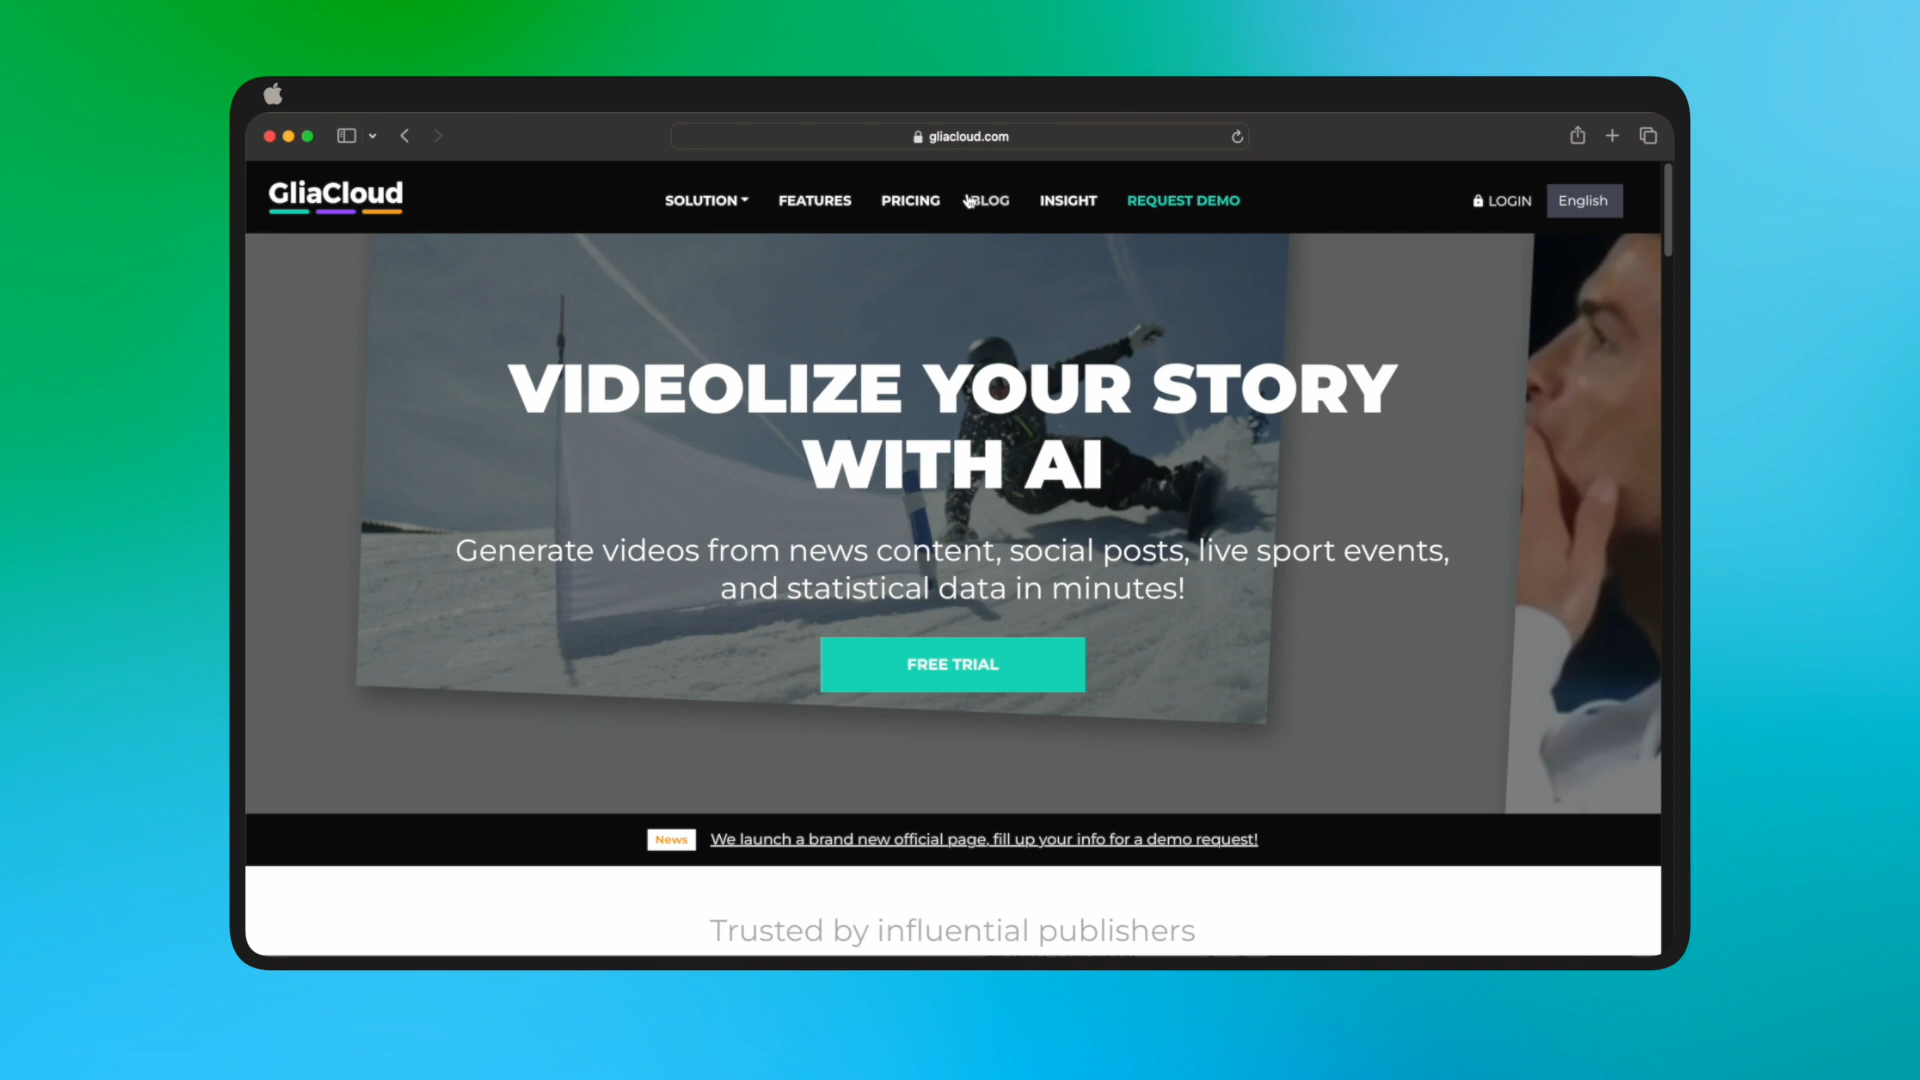 gliacloud.com
GliaCloud
SOLUTION
FEATURES
PRICING
BLOG
INSIGHT
REQUEST DEMO
LOGIN
English
VIDEOLIZE YOUR STORY
WITH AI
Generate videos from news content, social posts, live sport events,
and statistical data in minutes!
FREE TRIAL
News
We launch a brand new official page, fill up your info for a demo request!
Trusted by influential publishers